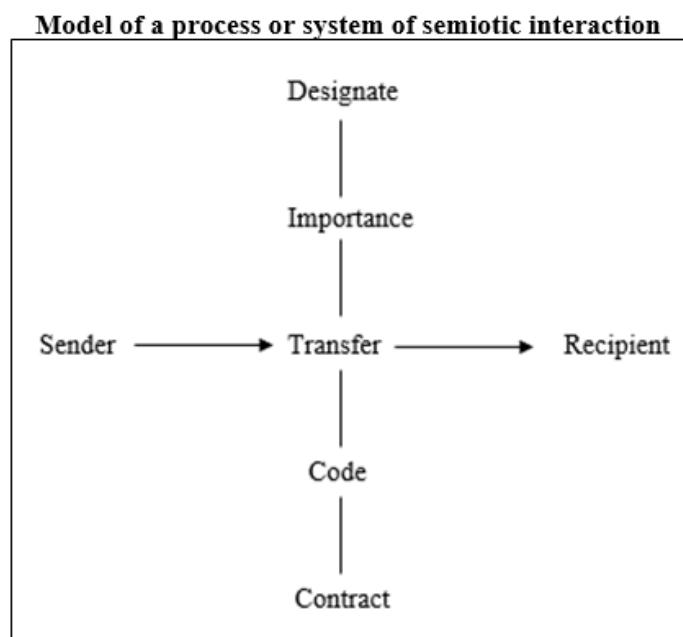 Model of a process or system of semiotic interaction
Designate
Importance
Sender Transfer Recipient
Code
Contract